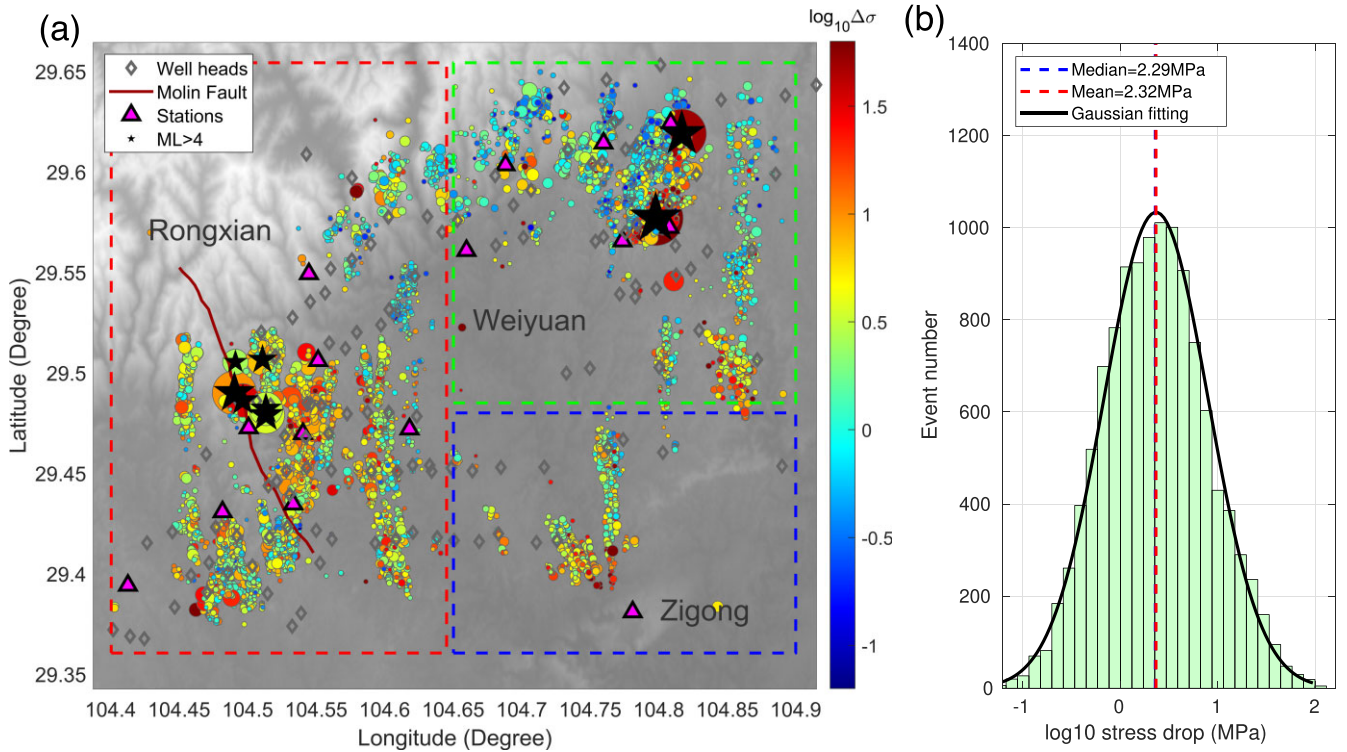 (a)
log10Δσ
Well heads
Molin Fault
Stations
ML>4
Rongxian
Weiyuan
Zigong
29.65
29.6
29.55
29.5
29.45
29.4
29.35
Latitude (Degree)
104.4 104.45 104.5 104.55 104.6 104.65 104.7 104.75 104.8 104.85 104.9
Longitude (Degree)
1.5
1
0.5
0
-0.5
-1
(b)
Median=2.29MPa
Mean=2.32MPa
Gaussian fitting
1400
1200
1000
800
600
400
200
0
Event number
-1 0 1 2
log10 stress drop (MPa)